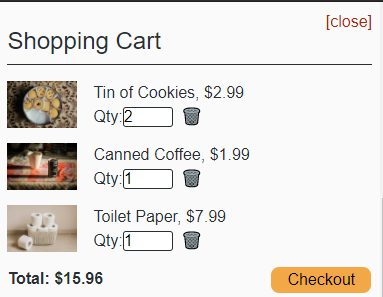 [close]
Shopping Cart
Tin of Cookies, $2.99
Qty:2
Canned Coffee, $1.99
Qty:1
Toilet Paper, $7.99
Qty:1
Total: $15.96
Checkout